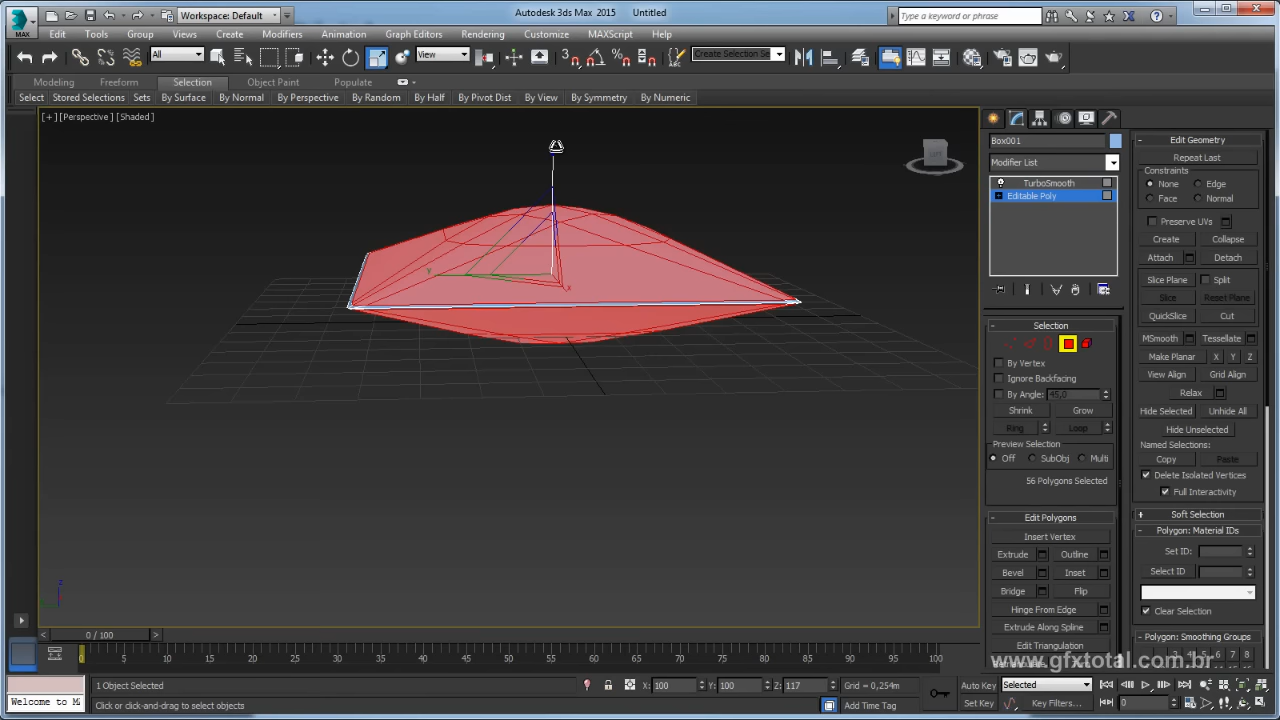 Workspace: Default
Autodesk 3ds Max 2015 Untitled
Type a keyword or phrase
MAX
Edit Tools Group Views Create Modifiers Animation Graph Editors Rendering Customize MAXScript Help
All
View
Create Selection Se
Modeling Freeform Selection Object Paint Populate
Select Stored Selections Sets By Surface By Normal By Perspective By Random By Half By Pivot Dist By View By Symmetry By Numeric
[+][Perspective][Shaded]
Box001
Modifier List
TurboSmooth
Editable Poly
Selection
By Vertex
Ignore Backfacing
By Angle: 45,0
Shrink Grow
Ring Loop
Preview Selection
Off SubObj Multi
56 Polygons Selected
Edit Polygons
Insert Vertex
Extrude Outline
Bevel Inset
Bridge Flip
Hinge From Edge
Extrude Along Spline
Edit Triangulation
Edit Geometry
Repeat Last
Constraints
None Edge
Face Normal
Preserve UVs
Create Collapse
Attach Detach
Slice Plane Split
Slice Reset Plane
QuickSlice Cut
MSmooth Tessellate
Make Planar X Y Z
View Align Grid Align
Relax
Hide Selected Unhide All
Hide Unselected
Named Selections:
Copy Paste
Delete Isolated Vertices
Full Interactivity
Soft Selection
Polygon: Material IDs
Set ID:
Select ID
Clear Selection
Polygon: Smoothing Groups
www.gfxtotal.com.br
y
x
z
0 / 100
0 5 10 15 20 25 30 35 40 45 50 55 60 65 70 75 80 85 90 95 100
1 Object Selected X: 100 Y: 100 Z: 117 Grid = 0,254m Auto Key Selected
Welcome to M
Click or click-and-drag to select objects Add Time Tag Set Key Key Filters... 0